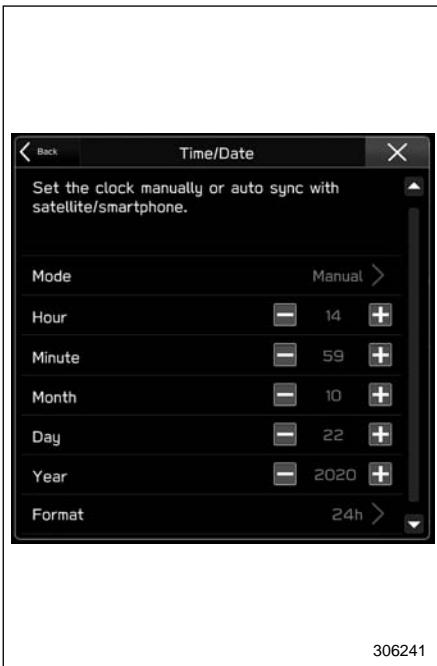 Back Time/Date
Set the clock manually or auto sync with
satellite/smartphone.
Mode Manual
Hour 14
Minute 59
Month 10
Day 22
Year 2020
Format 24h
306241